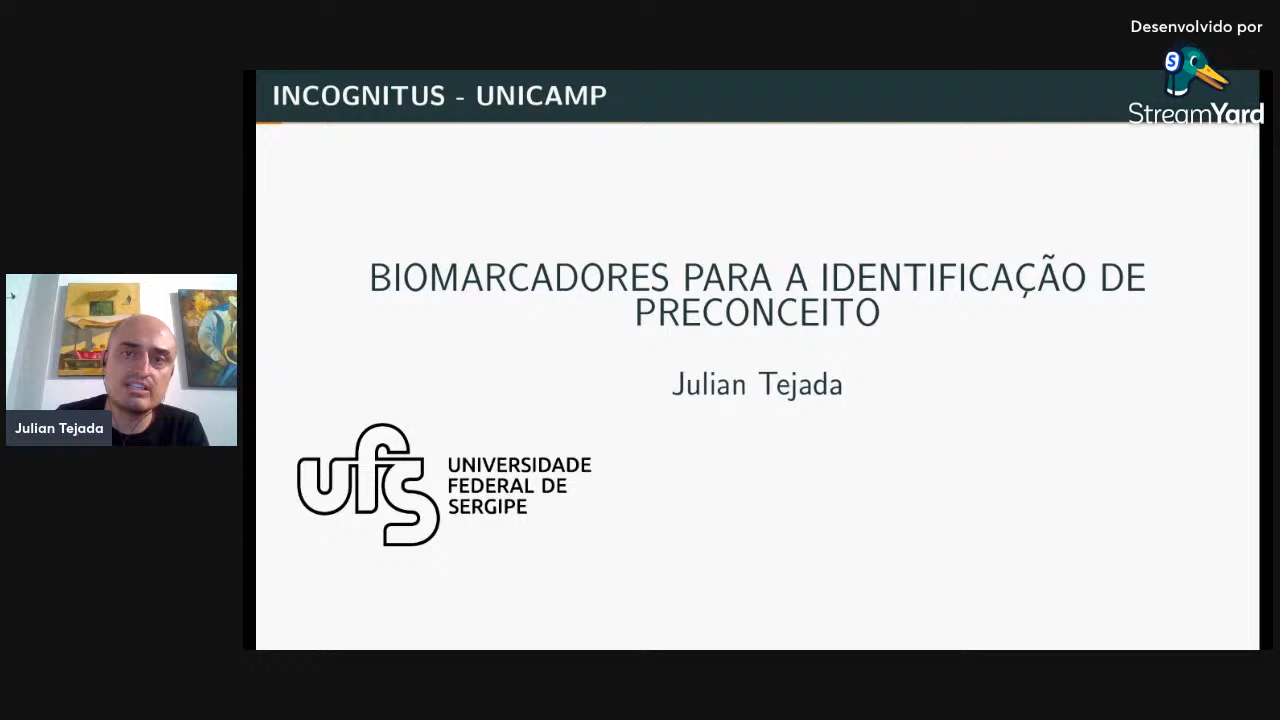 Desenvolvido por
StreamYard
INCOGNITUS - UNICAMP
BIOMARCADORES PARA A IDENTIFICAÇÃO DE
PRECONCEITO
Julian Tejada
ufs
UNIVERSIDADE
FEDERAL DE
SERGIPE
Julian Tejada